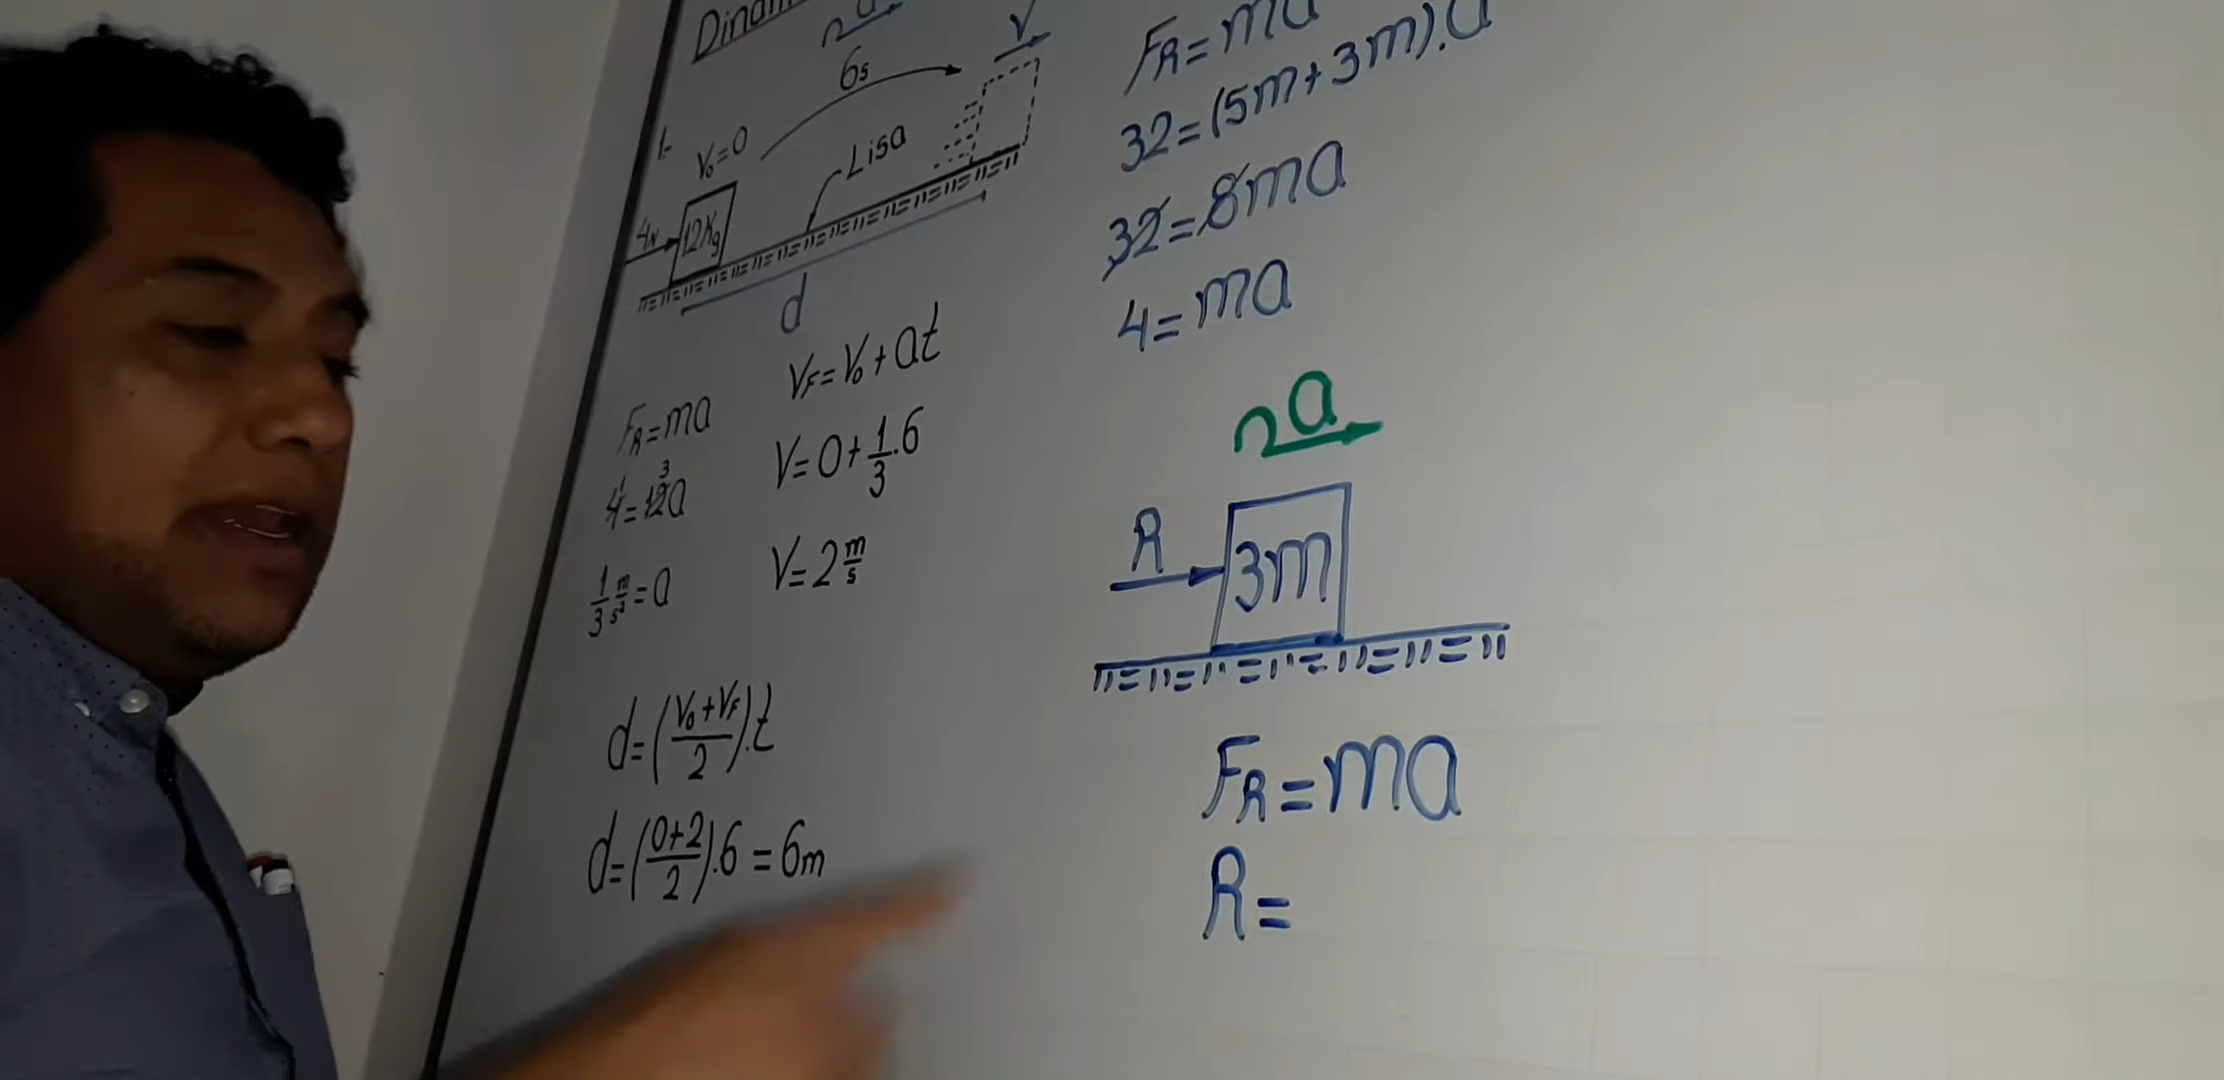 a
6s
V
1.-
V₀=0
Lisa
4N
12Kg
d
FR=ma
4=12a
1
3
1/3 m/s²=a
VF=V₀+at
V=0+1/3.6
V=2 m/s
d=((V₀+VF)/2).t
d=((0+2)/2).6=6m
FR=ma
32=(5m+3m).a
32=8ma
4=ma
a
R
3m
FR=ma
R=